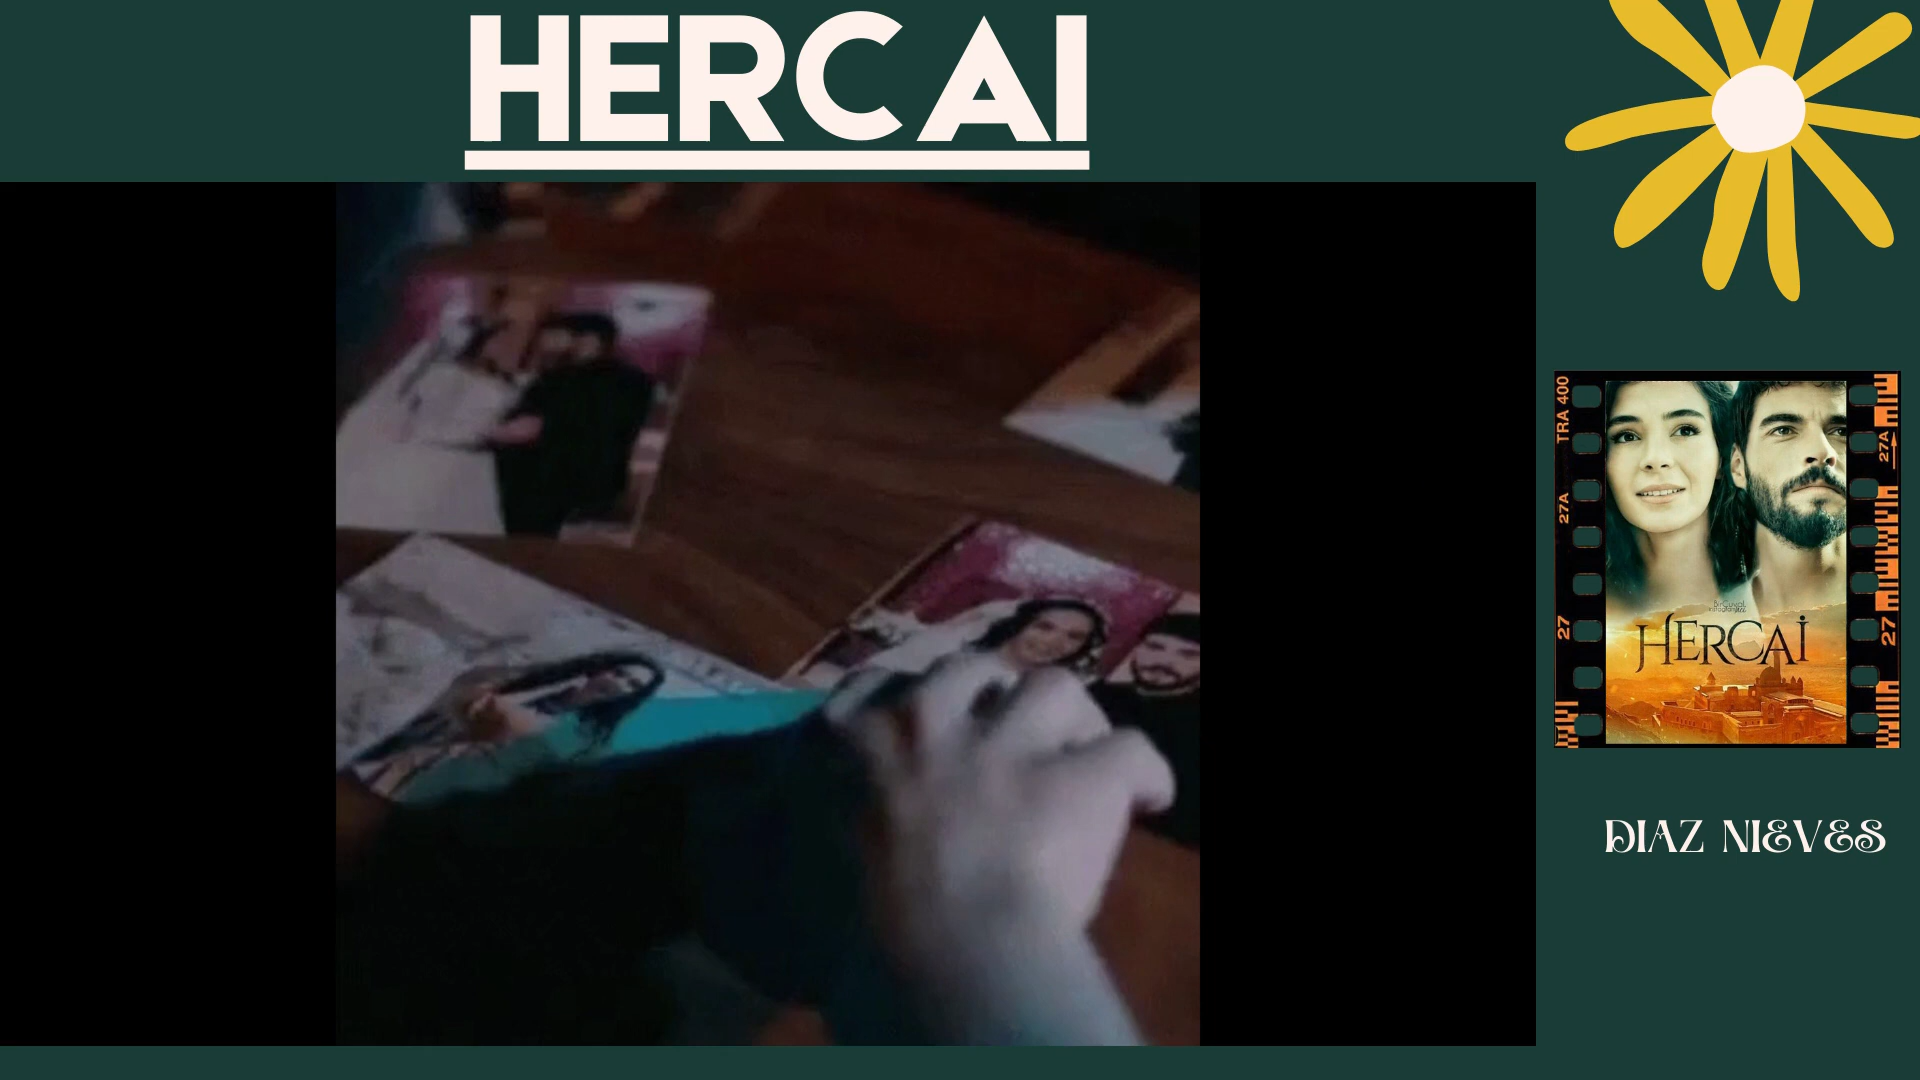 HERCAI
TRA 400
27A
27A
27
27
HERCAİ
DIAZ NIEVES